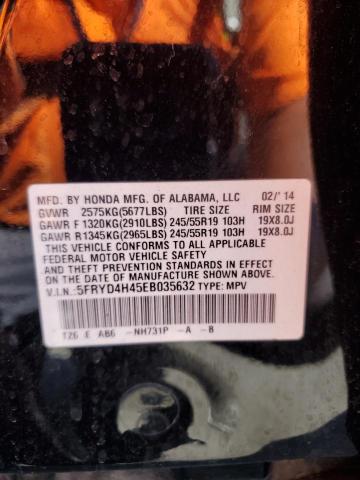 MFD. BY HONDA MFG. OF ALABAMA, LLC 02/'14
GVWR 2575KG(5677LBS) TIRE SIZE RIM SIZE
GAWR F 1320KG(2910LBS) 245/55R19 103H 19X8.0J
GAWR R1345KG(2965LBS) 245/55R19 103H 19X8.0J
THIS VEHICLE CONFORMS TO ALL APPLICABLE
FEDERAL MOTOR VEHICLE SAFETY
AND THEFT PREVENTION STANDARDS IN EFFECT
ON THE DATE OF MANUFACTURE SHOWN ABOVE.
V.I.N.: 5FRYD4H45EB035632 TYPE: MPV
TZ6 E AB6 -NH731P -A -B